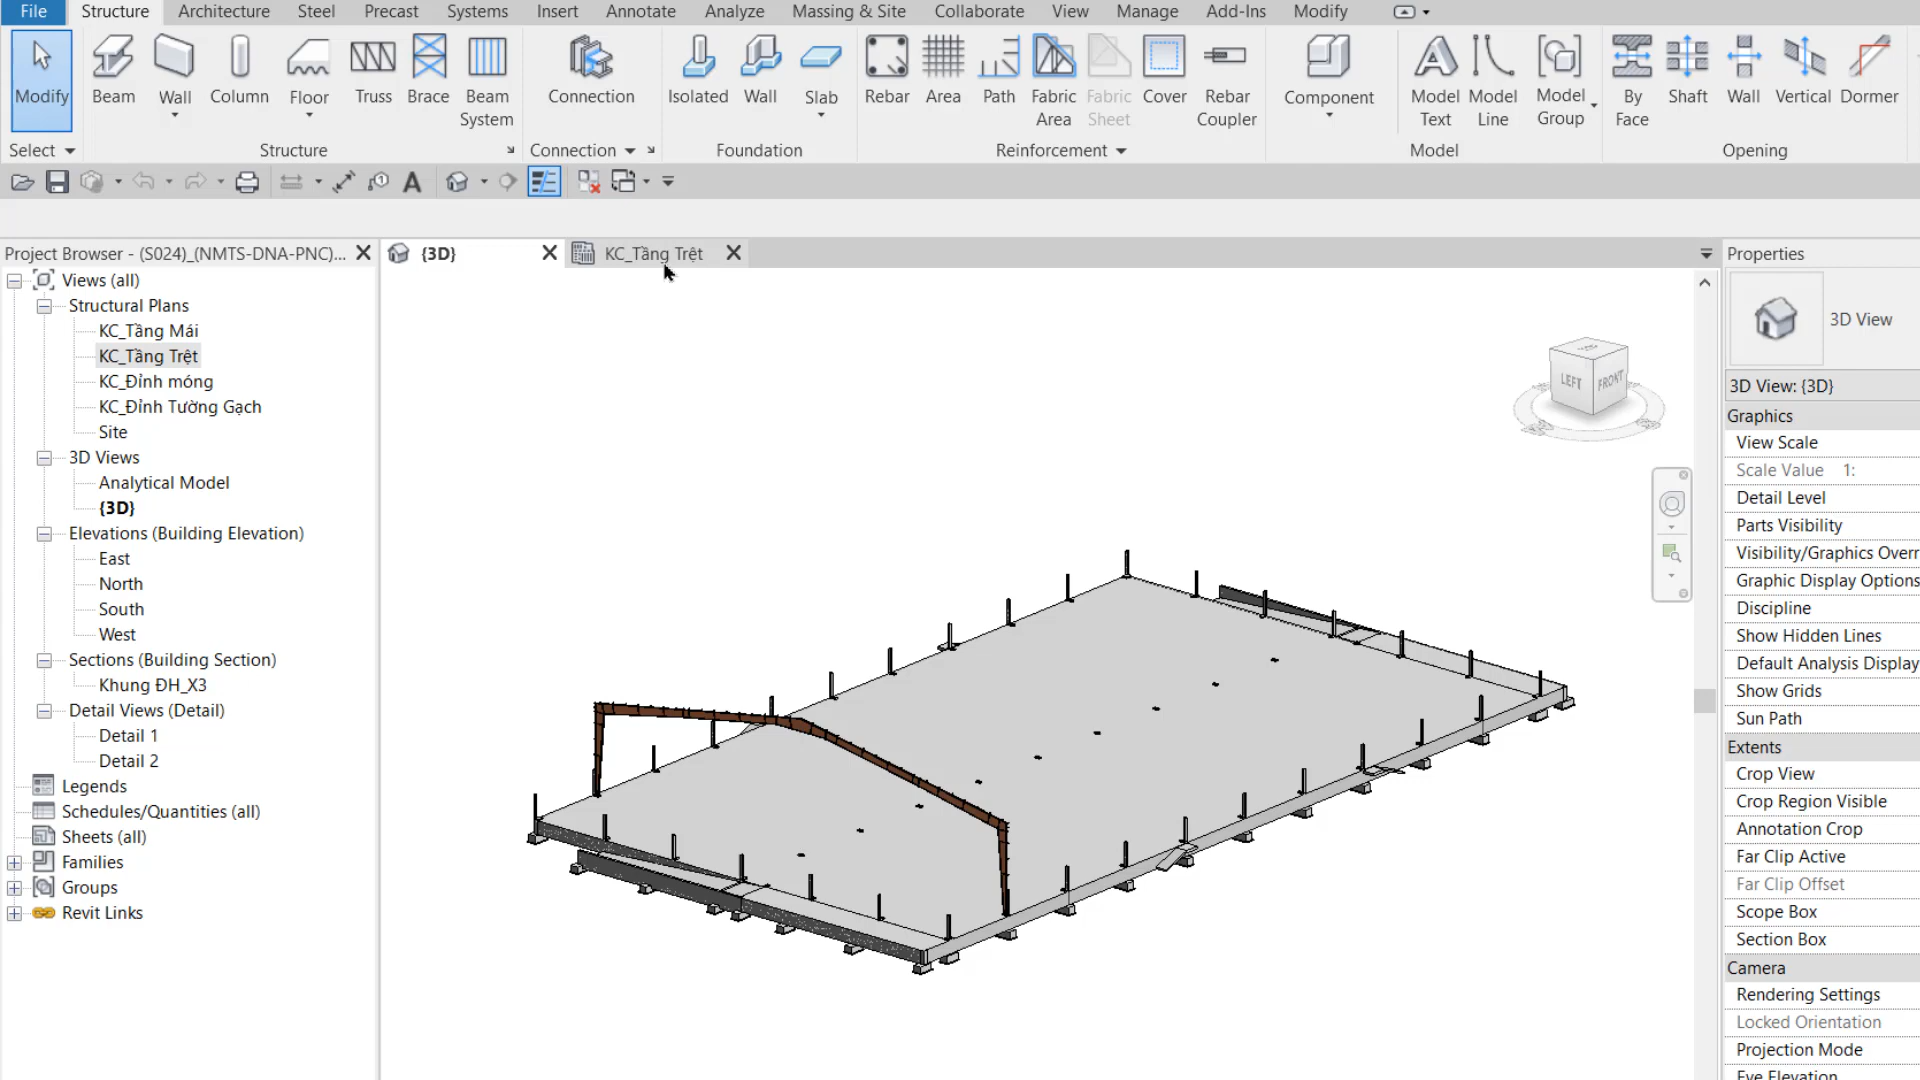 File Structure Architecture Steel Precast Systems Insert Annotate Analyze Massing & Site Collaborate View Manage Add-Ins Modify
Modify Beam Wall Column Floor Truss Brace Beam System Connection Isolated Wall Slab Rebar Area Path Fabric Area Fabric Sheet Cover Rebar Coupler Component Model Text Model Line Model Group By Face Shaft Wall Vertical Dormer
Select Structure Connection Foundation Reinforcement Model Opening
Project Browser - (S024)_(NMTS-DNA-PNC)...
{3D}
KC_Tầng Trệt
Properties
Views (all)
Structural Plans
KC_Tầng Mái
KC_Tầng Trệt
KC_Đỉnh móng
KC_Đỉnh Tường Gạch
Site
3D Views
Analytical Model
{3D}
Elevations (Building Elevation)
East
North
South
West
Sections (Building Section)
Khung ĐH_X3
Detail Views (Detail)
Detail 1
Detail 2
Legends
Schedules/Quantities (all)
Sheets (all)
Families
Groups
Revit Links
LEFT FRONT
3D View
3D View: {3D}
Graphics
View Scale
Scale Value 1:
Detail Level
Parts Visibility
Visibility/Graphics Overr
Graphic Display Options
Discipline
Show Hidden Lines
Default Analysis Display
Show Grids
Sun Path
Extents
Crop View
Crop Region Visible
Annotation Crop
Far Clip Active
Far Clip Offset
Scope Box
Section Box
Camera
Rendering Settings
Locked Orientation
Projection Mode
Eye Elevation